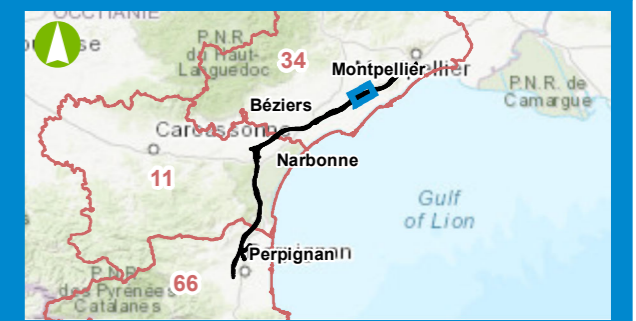 OCCITANIE
P.N.R.
du Haut-
Languedoc
34
Montpellier
P.N.R. de
Camargue
Béziers
Carcassonne
Narbonne
11
Gulf
of Lion
Perpignan
66
P.N.R.
des Pyrénées
Catalanes